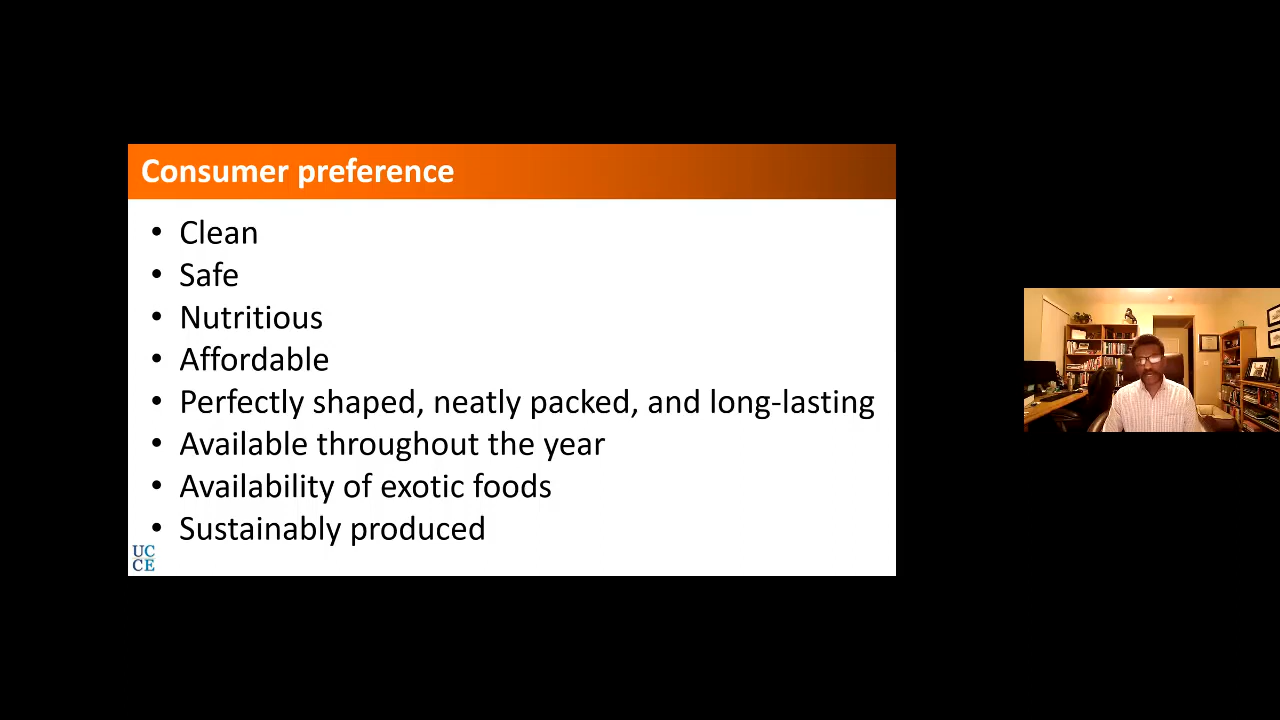 Consumer preference
• Clean
• Safe
• Nutritious
• Affordable
• Perfectly shaped, neatly packed, and long-lasting
• Available throughout the year
• Availability of exotic foods
• Sustainably produced
UC
CE